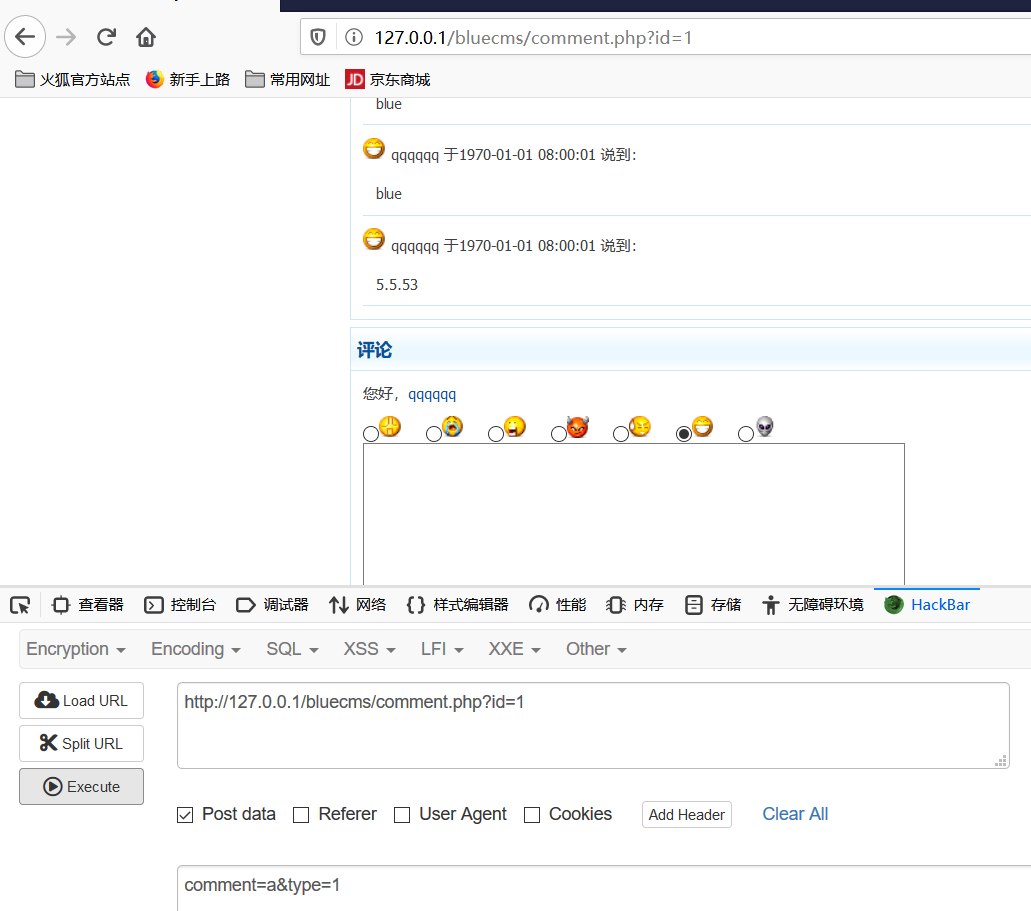 127.0.0.1/bluecms/comment.php?id=1
火狐官方站点 新手上路 常用网址 JD 京东商城
blue
qqqqqq 于1970-01-01 08:00:01 说到：
blue
qqqqqq 于1970-01-01 08:00:01 说到：
5.5.53
评论
您好，qqqqqq
查看器 控制台 调试器 网络 样式编辑器 性能 内存 存储 无障碍环境 HackBar
Encryption Encoding SQL XSS LFI XXE Other
Load URL http://127.0.0.1/bluecms/comment.php?id=1
Split URL
Execute
Post data Referer User Agent Cookies Add Header Clear All
comment=a&type=1